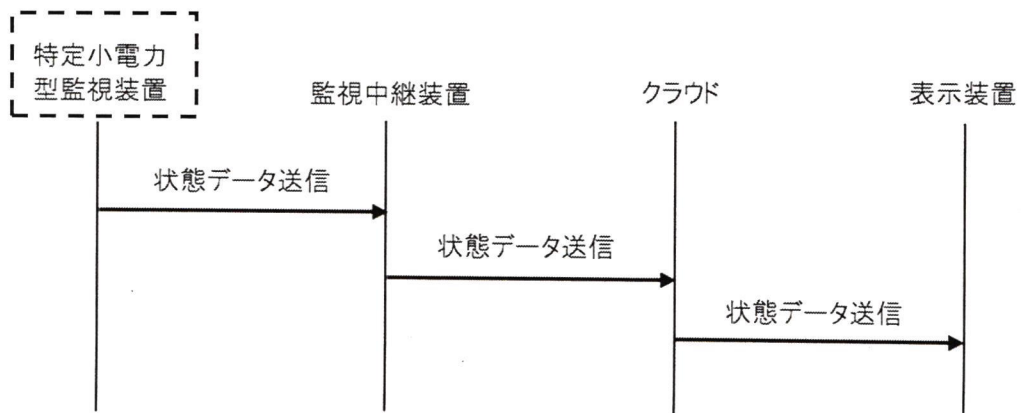 特定小電力
型監視装置
監視中継装置
クラウド
表示装置
状態データ送信
状態データ送信
状態データ送信